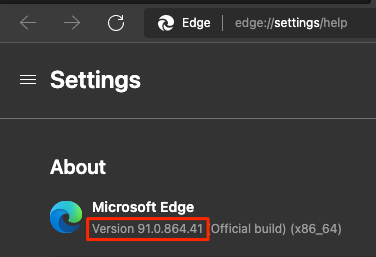 Edge edge://settings/help
Settings
About
Microsoft Edge
Version 91.0.864.41 Official build) (x86_64)